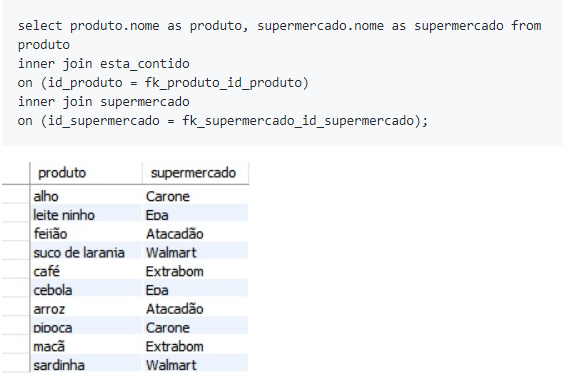 select produto.nome as produto, supermercado.nome as supermercado from
produto
inner join esta_contido
on (id_produto = fk_produto_id_produto)
inner join supermercado
on (id_supermercado = fk_supermercado_id_supermercado);
produto supermercado
alho Carone
leite ninho Epa
feijão Atacadão
suco de laranja Walmart
café Extrabom
cebola Epa
arroz Atacadão
pipoca Carone
maçã Extrabom
sardinha Walmart